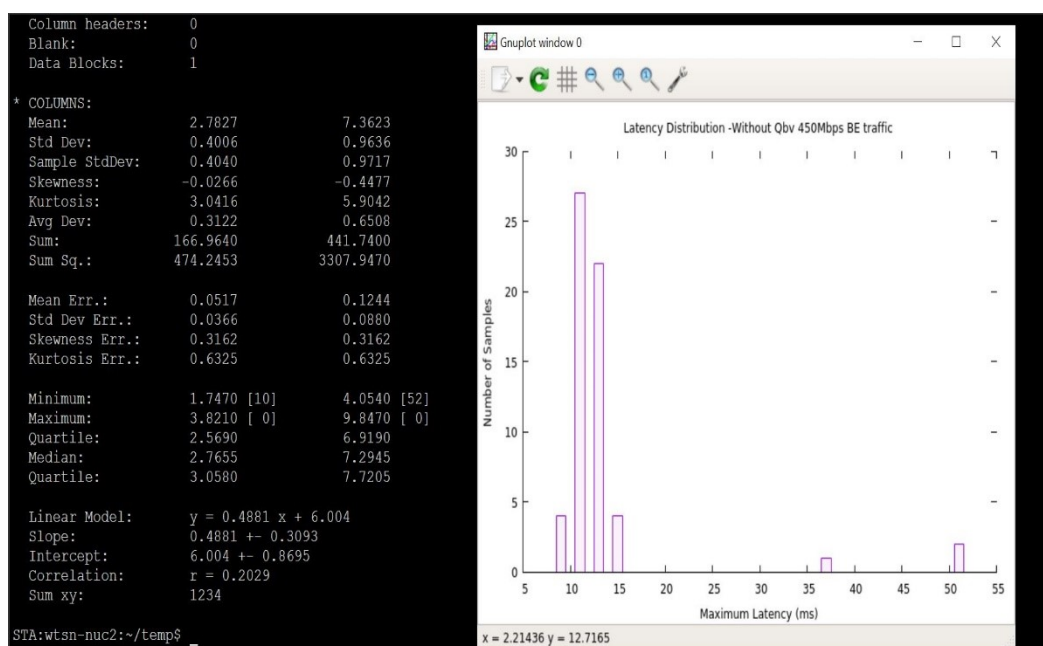 Column headers: 0
Blank: 0
Data Blocks: 1
* COLUMNS:
Mean: 2.7827 7.3623
Std Dev: 0.4006 0.9636
Sample StdDev: 0.4040 0.9717
Skewness: -0.0266 -0.4477
Kurtosis: 3.0416 5.9042
Avg Dev: 0.3122 0.6508
Sum: 166.9640 441.7400
Sum Sq.: 474.2453 3307.9470
Mean Err.: 0.0517 0.1244
Std Dev Err.: 0.0366 0.0880
Skewness Err.: 0.3162 0.3162
Kurtosis Err.: 0.6325 0.6325
Minimum: 1.7470 [10] 4.0540 [52]
Maximum: 3.8210 [ 0] 9.8470 [ 0]
Quartile: 2.5690 6.9190
Median: 2.7655 7.2945
Quartile: 3.0580 7.7205
Linear Model: y = 0.4881 x + 6.004
Slope: 0.4881 +- 0.3093
Intercept: 6.004 +- 0.8695
Correlation: r = 0.2029
Sum xy: 1234
STA:wtsn-nuc2:~/temp$
Gnuplot window 0
Latency Distribution -Without Qbv 450Mbps BE traffic
30
25
20
15
10
5
0
Number of Samples
5 10 15 20 25 30 35 40 45 50 55
Maximum Latency (ms)
x = 2.21436 y = 12.7165